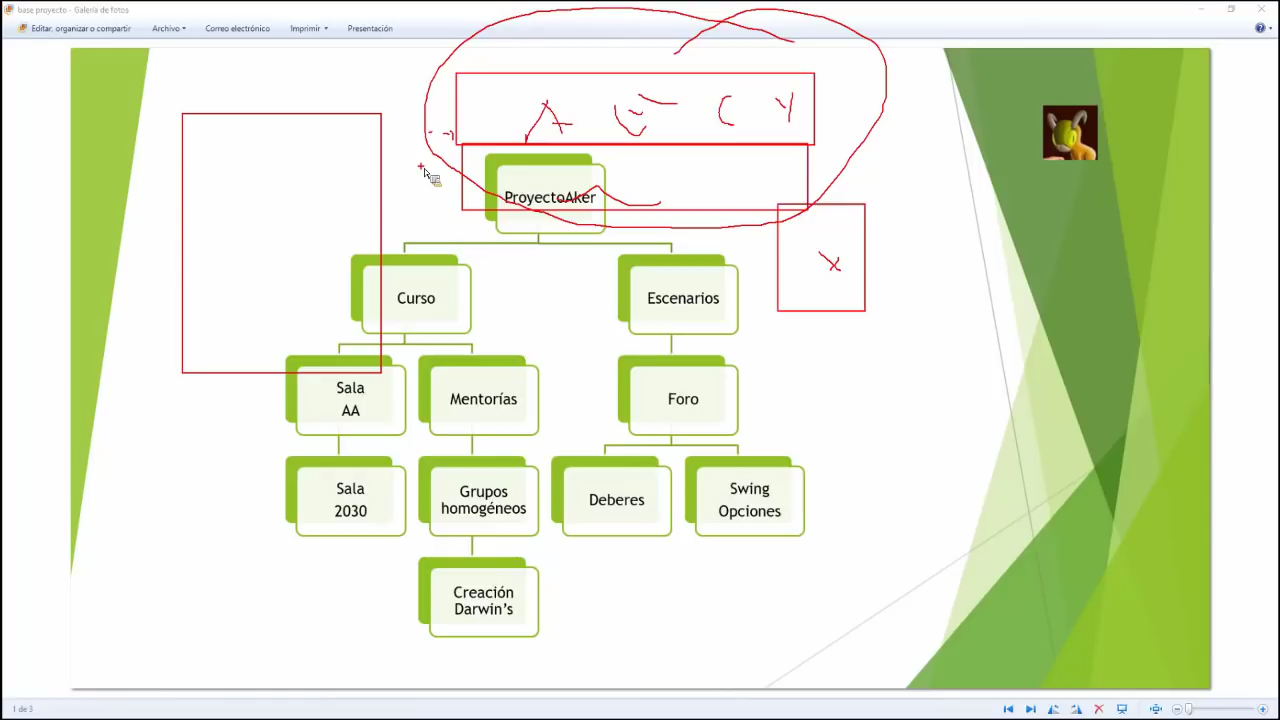 base proyecto - Galería de fotos
Editar: organizar o compartir Archivo Correo electrónico Imprimir Presentación
A E C Y
ProyectoAker
Curso Escenarios
X
Sala
AA
Mentorías
Foro
Sala
2030
Grupos
homogéneos
Deberes
Swing
Opciones
Creación
Darwin's
1 de 3